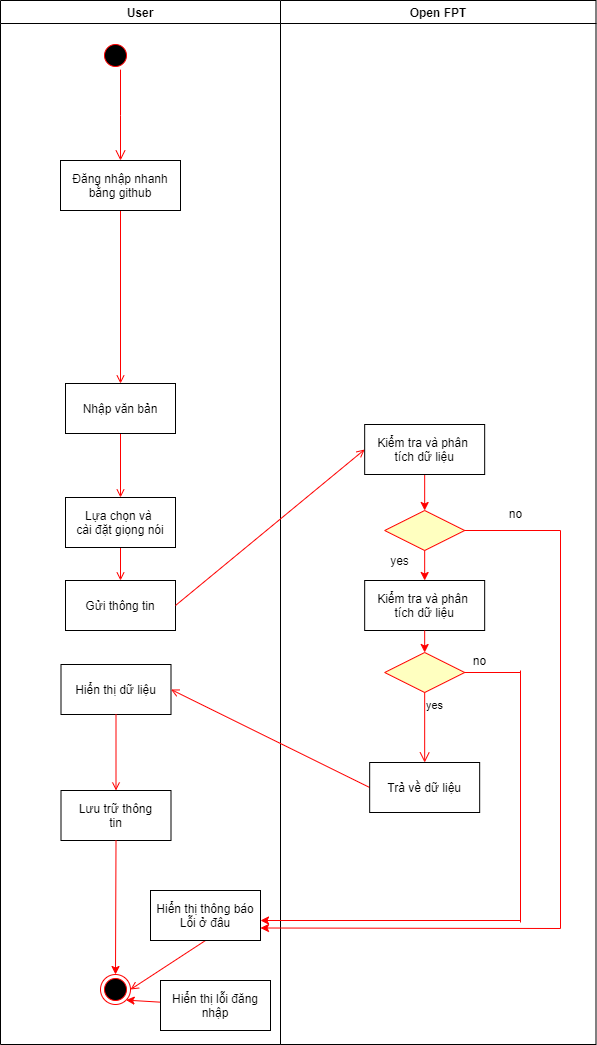 User
Open FPT
Đăng nhập nhanh
bằng github
Nhập văn bản
Kiểm tra và phân
tích dữ liệu
Lựa chọn và
cài đặt giọng nói
no
yes
Gửi thông tin
Kiểm tra và phân
tích dữ liệu
no
Hiển thị dữ liệu
yes
Trả về dữ liệu
Lưu trữ thông
tin
Hiển thị thông báo
Lỗi ở đâu
Hiển thị lỗi đăng
nhập